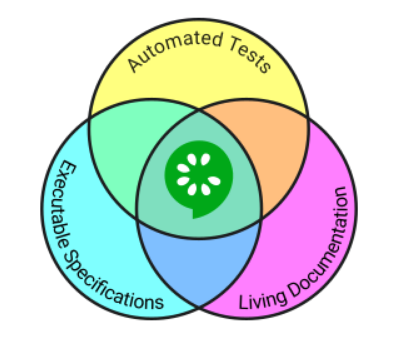 Automated Tests
Executable Specifications
Living Documentation